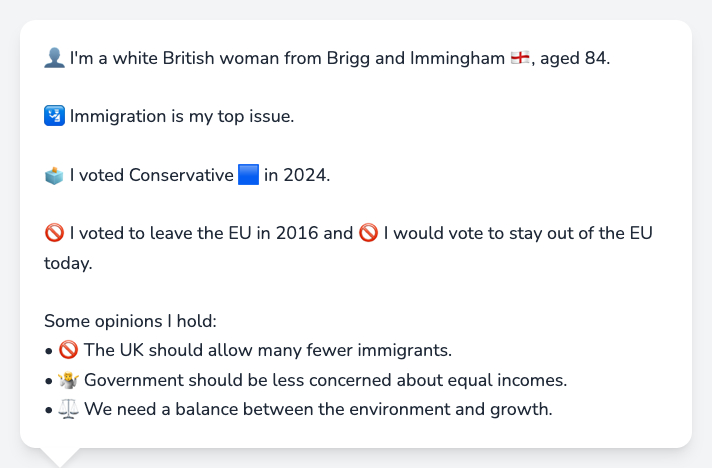 👤 I'm a white British woman from Brigg and Immingham 🏴󠁧󠁢󠁥󠁮󠁧󠁿, aged 84.
🛂 Immigration is my top issue.
🗳️ I voted Conservative 🟦 in 2024.
🚫 I voted to leave the EU in 2016 and 🚫 I would vote to stay out of the EU
today.
Some opinions I hold:
• 🚫 The UK should allow many fewer immigrants.
• 🤷 Government should be less concerned about equal incomes.
• ⚖️ We need a balance between the environment and growth.